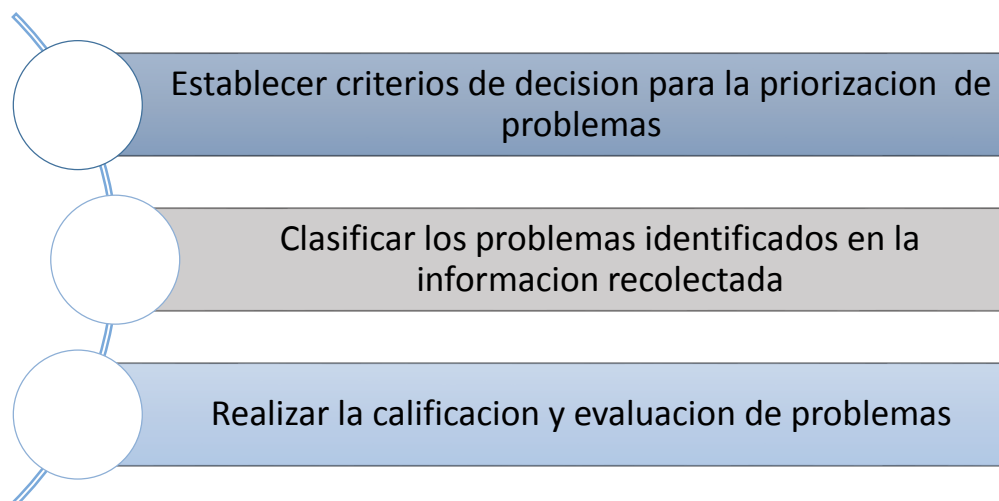 Establecer criterios de decision para la priorizacion de
problemas
Clasificar los problemas identificados en la
informacion recolectada
Realizar la calificacion y evaluacion de problemas